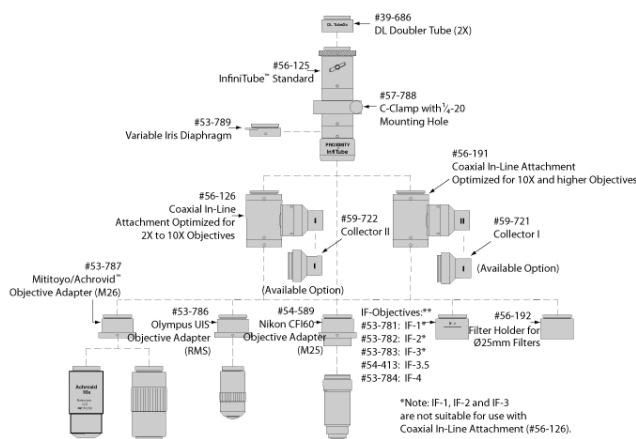 #39-686
DL Doubler Tube (2X)
DL Tube2x
#56-125
InfiniTube™ Standard
#57-788
C-Clamp with ¼-20
Mounting Hole
#53-789
Variable Iris Diaphragm
PROXIMITY
InfiTube
#56-191
Coaxial In-Line Attachment
Optimized for 10X and higher Objectives
#56-126
Coaxial In-Line
Attachment Optimized for
2X to 10X Objectives
I
II
#59-722
Collector II
#59-721
Collector I
I
I
(Available Option)
(Available Option)
#53-787
Mititoyo/Achrovid™
Objective Adapter (M26)
#53-786
Olympus UIS
Objective Adapter
(RMS)
#54-589
Nikon CFI60
Objective Adapter
(M25)
IF-Objectives:**
#53-781: IF-1*
#53-782: IF-2*
#53-783: IF-3*
#54-413: IF-3.5
#53-784: IF-4
#56-192
Filter Holder for
Ø25mm Filters
Achroid
10x
*Note: IF-1, IF-2 and IF-3
are not suitable for use with
Coaxial In-Line Attachment (#56-126).